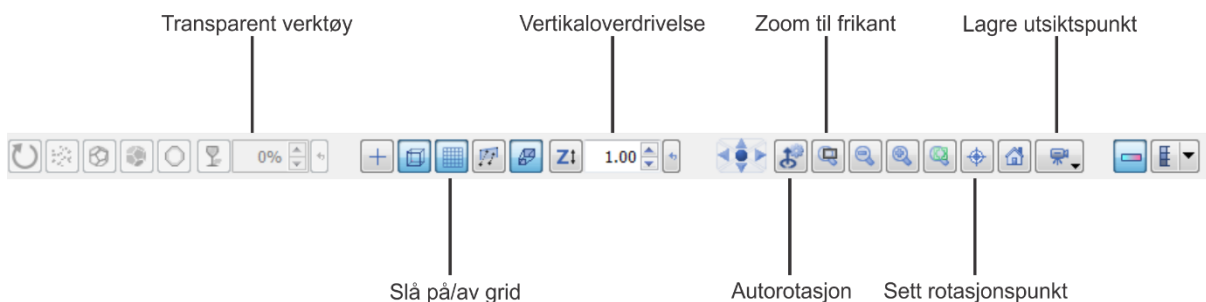 Transparent verktøy
Vertikaloverdrivelse
Zoom til frikant
Lagre utsiktspunkt
0%
Z
1.00
Slå på/av grid
Autorotasjon
Sett rotasjonspunkt